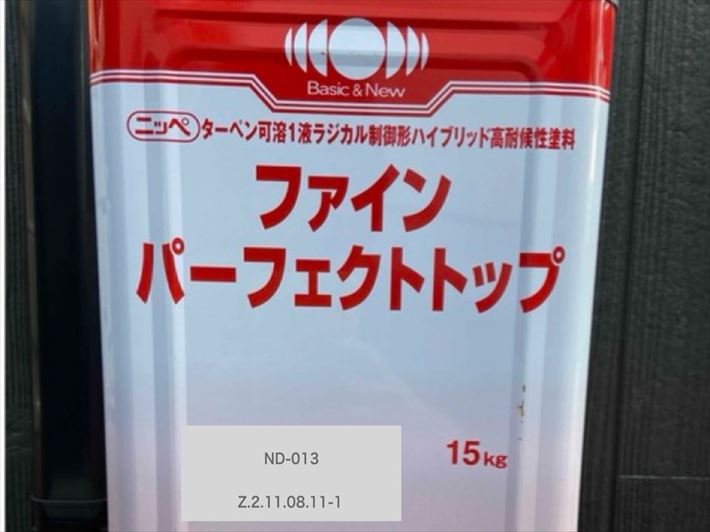 Basic & New
ニッペ ターペン可溶1液ラジカル制御形ハイブリッド高耐候性塗料
ファイン
パーフェクトトップ
15kg
ND-013
Z.2.11.08.11-1